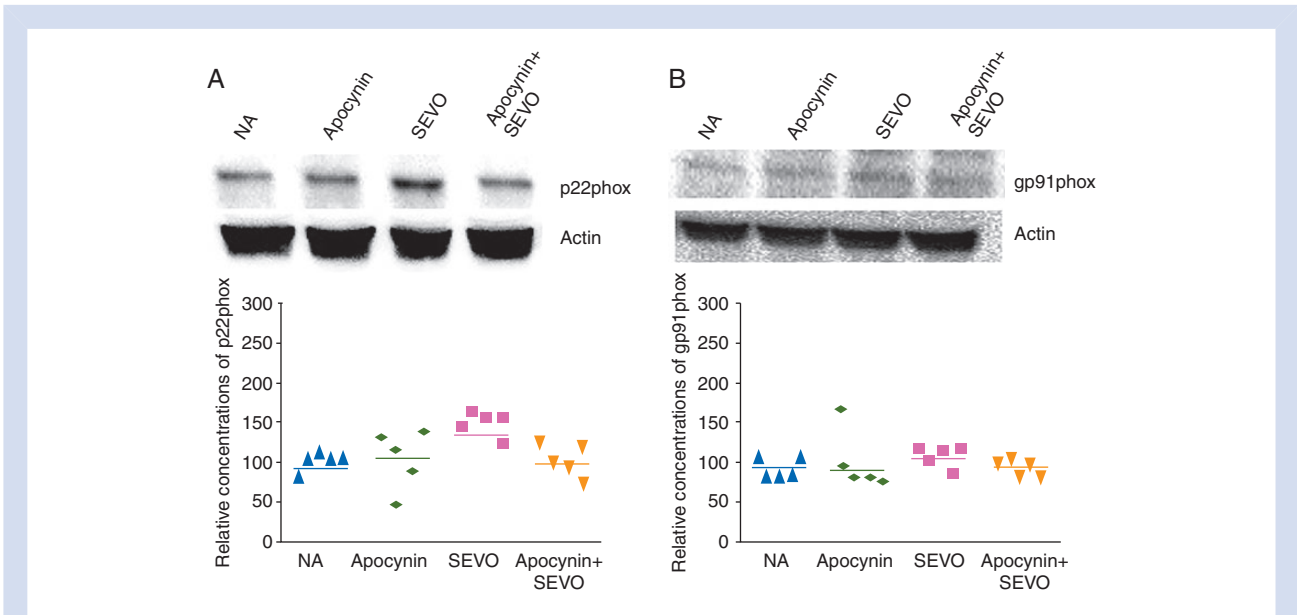 A
NA
Apocynin
SEVO
Apocynin+
SEVO
p22phox
Actin
Relative concentrations of p22phox
300
250
200
150
100
50
0
NA
Apocynin
SEVO
Apocynin+
SEVO
B
NA
Apocynin
SEVO
Apocynin+
SEVO
gp91phox
Actin
Relative concentrations of gp91phox
300
250
200
150
100
50
0
NA
Apocynin
SEVO
Apocynin+
SEVO